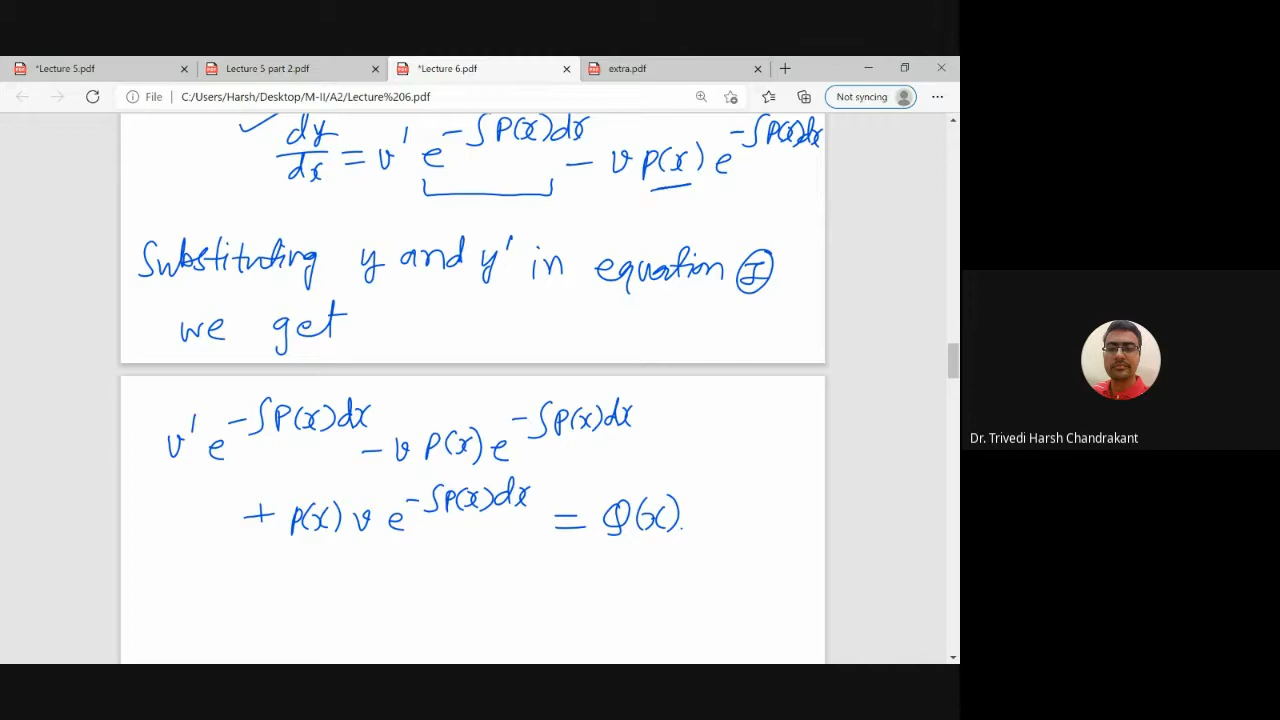 *Lecture 5.pdf
Lecture 5 part 2.pdf
*Lecture 6.pdf
extra.pdf
File
C:/Users/Harsh/Desktop/M-II/A2/Lecture%206.pdf
Not syncing
dy/dx = v' e^{-∫P(x)dx} - v P(x) e^{-∫P(x)dx}
Substituting y and y' in equation Ⓘ
we get
v' e^{-∫P(x)dx} - v P(x) e^{-∫P(x)dx}
+ P(x) v e^{-∫P(x)dx} = Q(x).
Dr. Trivedi Harsh Chandrakant